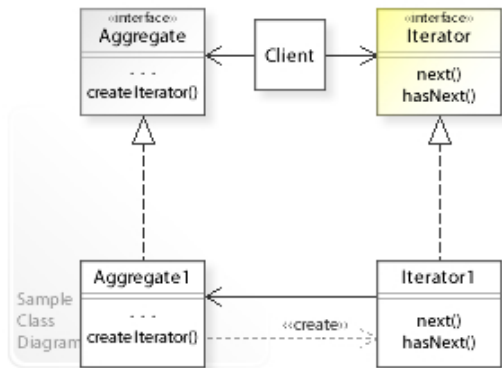 «interface»
Aggregate
- - -
createIterator()
Client
«interface»
Iterator
next()
hasNext()
Aggregate1
- - -
createIterator()
«create»
Iterator1
next()
hasNext()
Sample
Class
Diagram